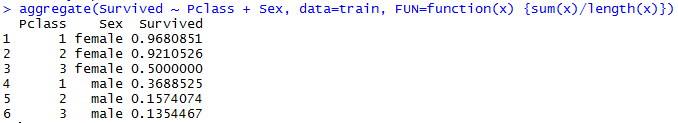 > aggregate(Survived ~ Pclass + Sex, data=train, FUN=function(x) {sum(x)/length(x)})
  Pclass    Sex  Survived
1      1 female 0.9680851
2      2 female 0.9210526
3      3 female 0.5000000
4      1   male 0.3688525
5      2   male 0.1574074
6      3   male 0.1354467